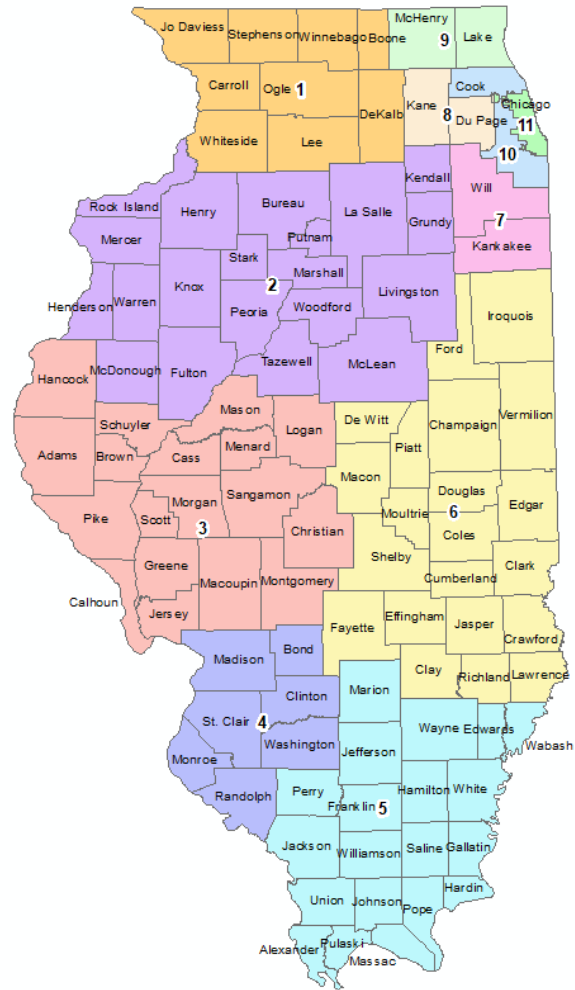 McHenry
Jo Daviess Stephenson Winnebago Boone 9 Lake
Carroll Ogle 1 DeKalb Kane 8 Cook
Du Page Chicago
11
10
Whiteside Lee
Kendall Will
Rock Island Henry Bureau La Salle
Mercer Putnam Grundy 7
Stark Kankakee
Marshall
Henderson Warren Knox 2 Livingston
Peoria Woodford Iroquois
Ford
Hancock McDonough Fulton Tazewell McLean
Mason
Schuyler Logan De Witt Champaign Vermilion
Adams Brown Cass Menard Piatt
Macon
Morgan Sangamon Douglas
Pike Scott 3 Christian Moultrie 6 Edgar
Coles
Greene Shelby
Calhoun Macoupin Montgomery Cumberland Clark
Jersey
Fayette Effingham Jasper
Crawford
Madison Bond
Clay Richland Lawrence
Clinton Marion
St. Clair 4 Wayne Edwards
Washington Jefferson Wabash
Monroe
Randolph Perry Franklin 5 Hamilton White
Jackson Williamson Saline Gallatin
Hardin
Union Johnson Pope
Alexander Pulaski
Massac